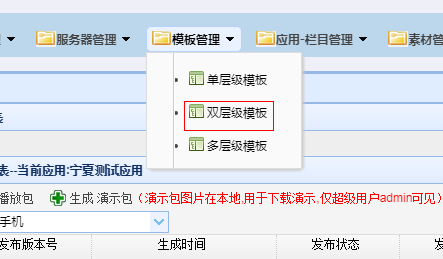 服务器管理 模板管理 应用-栏目管理 素材管
单层级模板
双层级模板
多层级模板
表--当前应用:宁夏测试应用
播放包 生成 演示包（演示包图片在本地,用于下载演示,仅超级用户admin可见）
手机
发布版本号 生成时间 发布状态